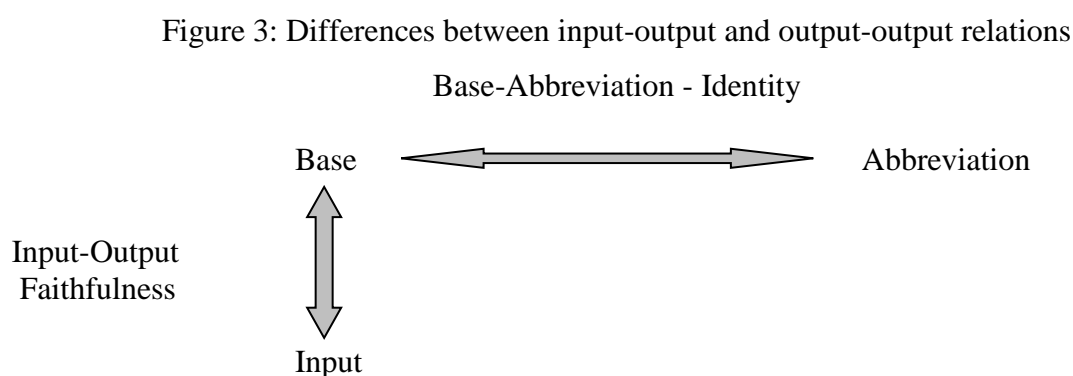 Figure 3: Differences between input-output and output-output relations
Base-Abbreviation - Identity
Base Abbreviation
Input-Output
Faithfulness
Input